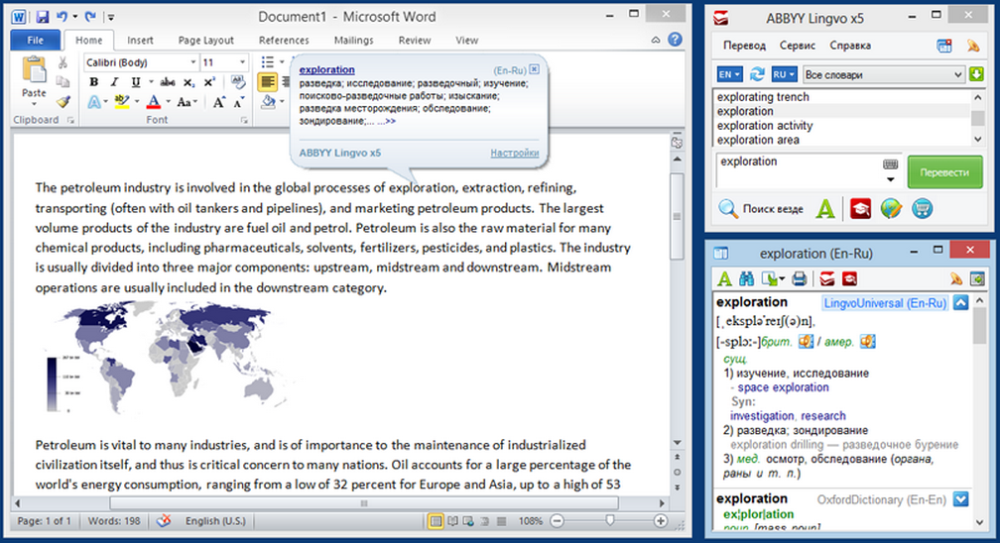 Document1 - Microsoft Word
File Home Insert Page Layout References Mailings Review View
Calibri (Body) 11
Paste
B I U abc x₂ x²
A ab A Aa A A
Clipboard Font
exploration (En-Ru)
разведка; исследование; разведочный; изучение;
поисково-разведочные работы; изыскание;
разведка месторождения; обследование;
зондирование;... ...>>
ABBYY Lingvo x5 Настройки
The petroleum industry is involved in the global processes of exploration, extraction, refining,
transporting (often with oil tankers and pipelines), and marketing petroleum products. The largest
volume products of the industry are fuel oil and petrol. Petroleum is also the raw material for many
chemical products, including pharmaceuticals, solvents, fertilizers, pesticides, and plastics. The industry
is usually divided into three major components: upstream, midstream and downstream. Midstream
operations are usually included in the downstream category.
Petroleum is vital to many industries, and is of importance to the maintenance of industrialized
civilization itself, and thus is critical concern to many nations. Oil accounts for a large percentage of the
world's energy consumption, ranging from a low of 32 percent for Europe and Asia, up to a high of 53
Page: 1 of 1 Words: 198 English (U.S.) 108%
ABBYY Lingvo x5
Перевод Сервис Справка
EN RU Все словари
explorating trench
exploration
exploration activity
exploration area
exploration
Перевести
Поиск везде
exploration (En-Ru)
exploration LingvoUniversal (En-Ru)
[ˌekspləˈreɪʃ(ə)n],
[-splɔː-]брит. / амер.
сущ.
1) изучение, исследование
- space exploration
Syn:
investigation, research
2) разведка; зондирование
exploration drilling — разведочное бурение
3) мед. осмотр, обследование (органа,
раны и т. п.)
exploration OxfordDictionary (En-En)
ex¦plor|ation
noun [mass noun]